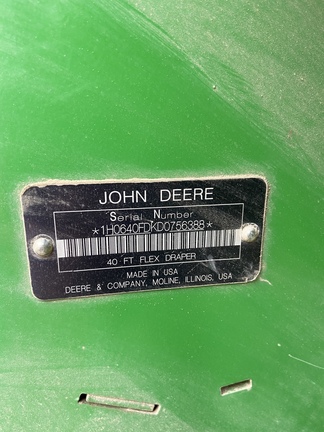 JOHN DEERE
Serial Number
*1H0640FDKD0756388*
40 FT FLEX DRAPER
MADE IN USA
DEERE & COMPANY, MOLINE, ILLINOIS, USA